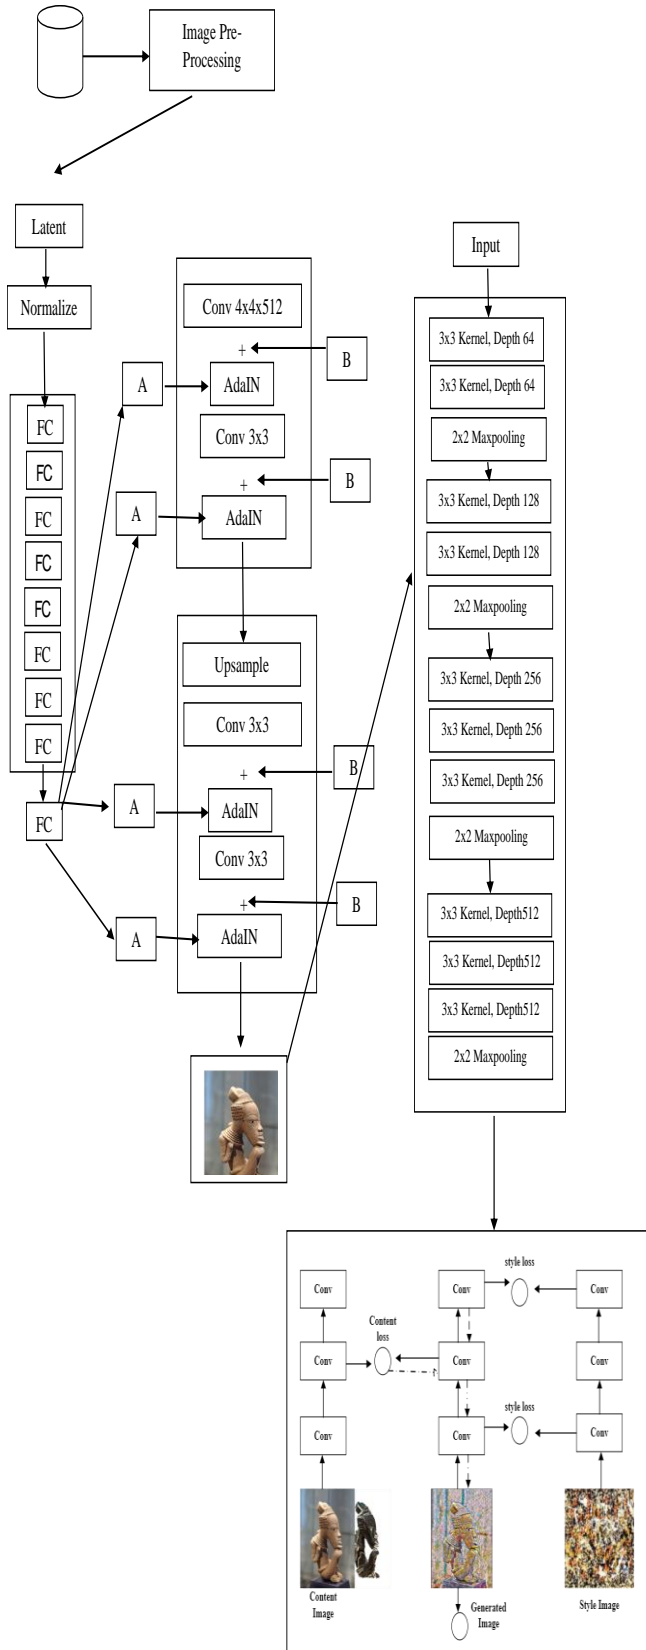 Image Pre-
Processing
Latent
Normalize
FC
FC
FC
FC
FC
FC
FC
FC
FC
A
A
A
A
Conv 4x4x512
+
B
AdaIN
Conv 3x3
+
B
AdaIN
Upsample
Conv 3x3
+
B
AdaIN
Conv 3x3
+
B
AdaIN
Input
3x3 Kernel, Depth 64
3x3 Kernel, Depth 64
2x2 Maxpooling
3x3 Kernel, Depth 128
3x3 Kernel, Depth 128
2x2 Maxpooling
3x3 Kernel, Depth 256
3x3 Kernel, Depth 256
3x3 Kernel, Depth 256
2x2 Maxpooling
3x3 Kernel, Depth512
3x3 Kernel, Depth512
3x3 Kernel, Depth512
2x2 Maxpooling
style loss
Conv
Conv
Conv
Content
loss
Conv
Conv
Conv
style loss
Conv
Conv
Conv
Content
Image
Generated
Image
Style Image